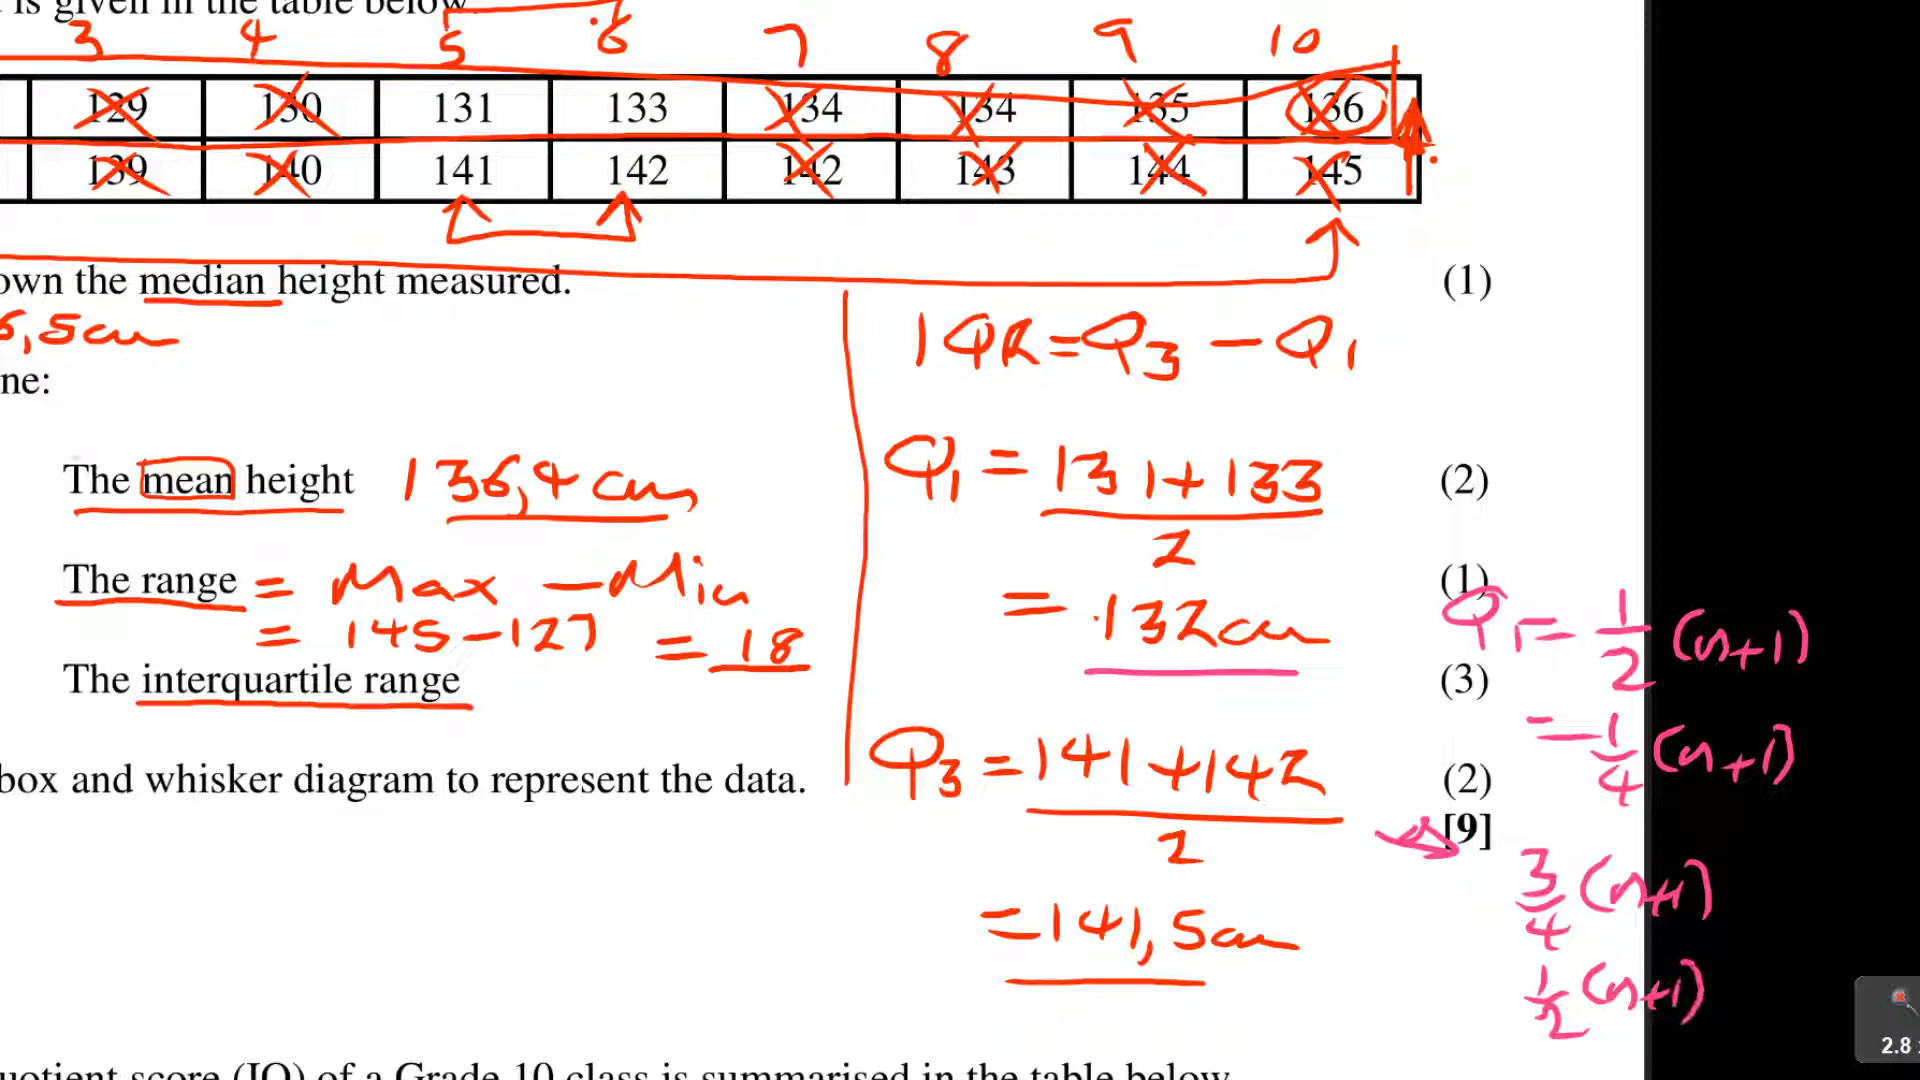 is given in the table below.
3 4 5 6 7 8 9 10
129 130 131 133 134 134 135 136
139 140 141 142 142 143 144 145
own the median height measured. (1)
6,5cm
IQR = Q3 - Q1
ne:
The mean height 136,4 cm (2)
Q1 = 131 + 133
2
The range = Max - Min (1)
= 145 - 127 = 18
= 132cm
Q1 = 1/2 (n+1)
The interquartile range (3)
= 1/4 (n+1)
Q3 = 141 + 142
2
box and whisker diagram to represent the data. (2)
[9]
3/4 (n+1)
= 141,5cm
1/2 (n+1)
uotient score (IQ) of a Grade 10 class is summarised in the table below
2.8